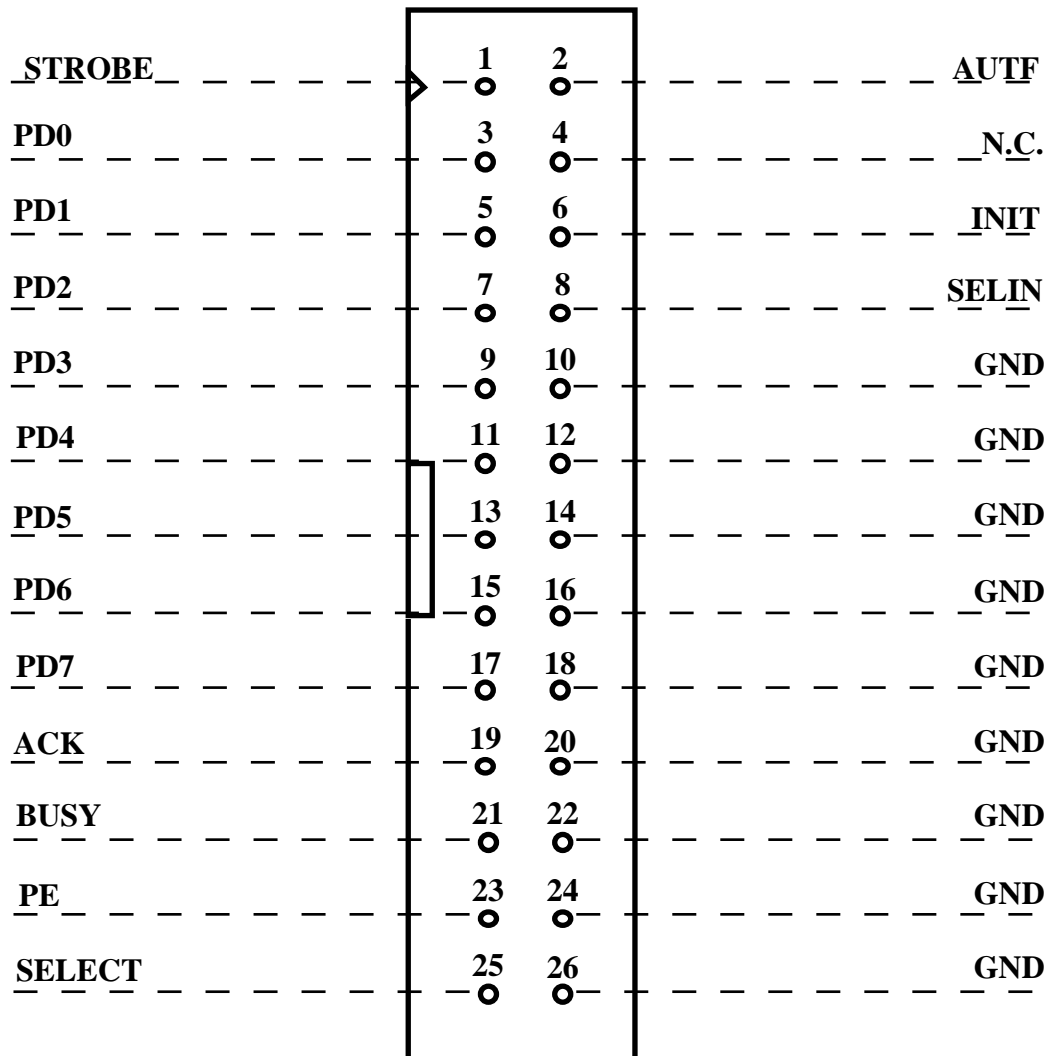 STROBE 1 2 AUTF
PD0 3 4 N.C.
PD1 5 6 INIT
PD2 7 8 SELIN
PD3 9 10 GND
PD4 11 12 GND
PD5 13 14 GND
PD6 15 16 GND
PD7 17 18 GND
ACK 19 20 GND
BUSY 21 22 GND
PE 23 24 GND
SELECT 25 26 GND